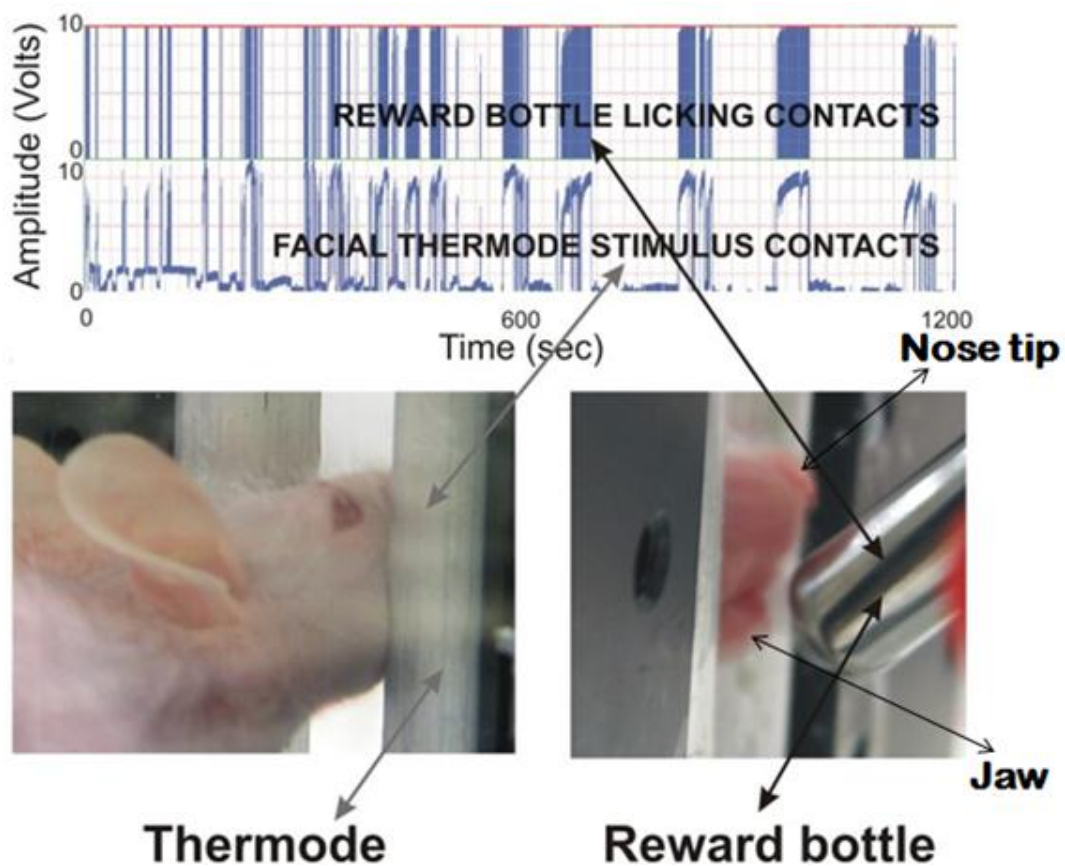 Amplitude (Volts)
10
0
10
0
REWARD BOTTLE LICKING CONTACTS
FACIAL THERMODE STIMULUS CONTACTS
0
600
1200
Time (sec)
Nose tip
Jaw
Thermode
Reward bottle